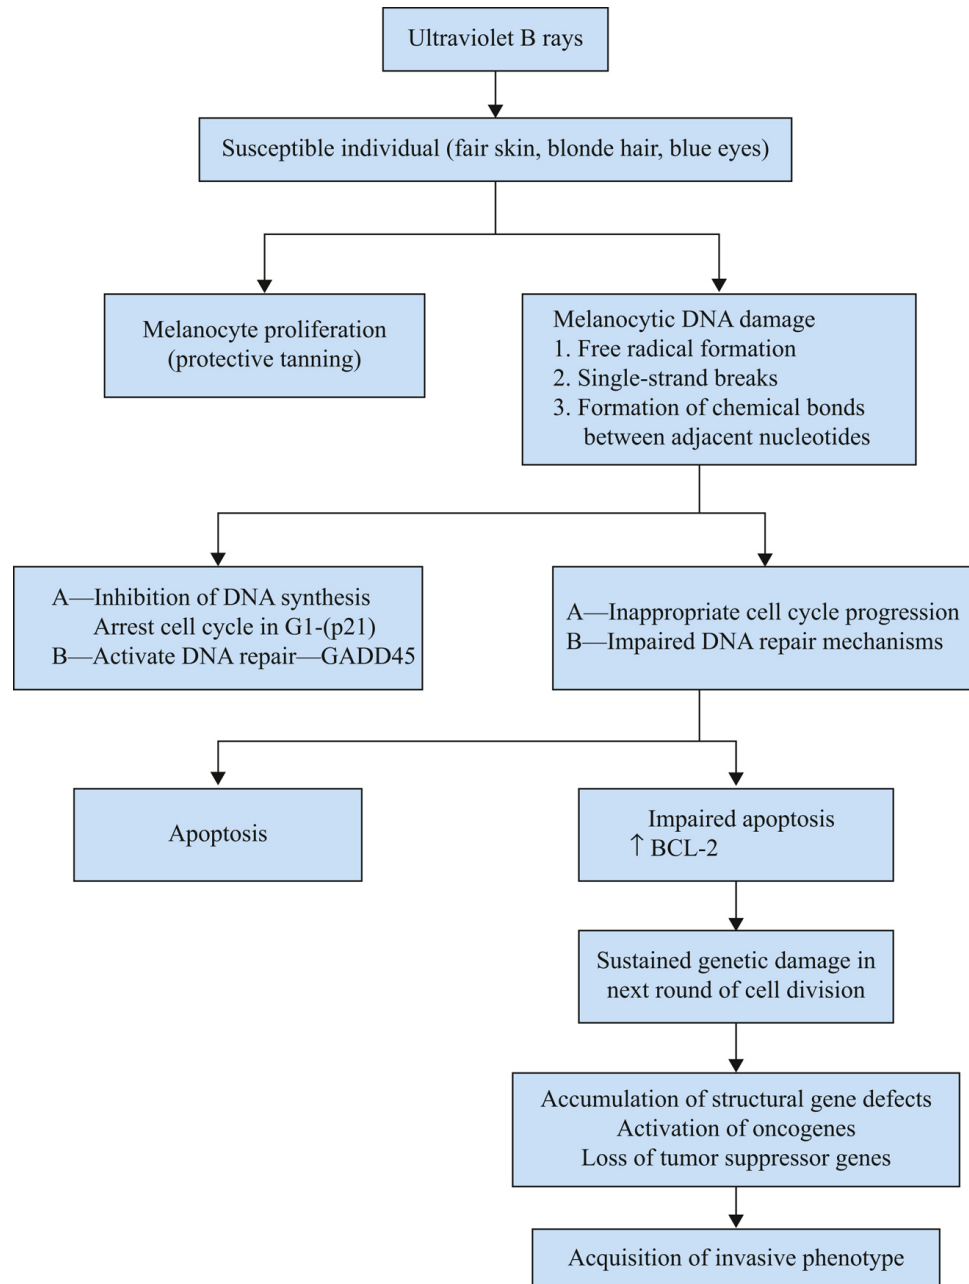 Ultraviolet B rays
Susceptible individual (fair skin, blonde hair, blue eyes)
Melanocyte proliferation
(protective tanning)
Melanocytic DNA damage
1. Free radical formation
2. Single-strand breaks
3. Formation of chemical bonds
between adjacent nucleotides
A—Inhibition of DNA synthesis
Arrest cell cycle in G1-(p21)
B—Activate DNA repair—GADD45
A—Inappropriate cell cycle progression
B—Impaired DNA repair mechanisms
Apoptosis
Impaired apoptosis
↑ BCL-2
Sustained genetic damage in
next round of cell division
Accumulation of structural gene defects
Activation of oncogenes
Loss of tumor suppressor genes
Acquisition of invasive phenotype